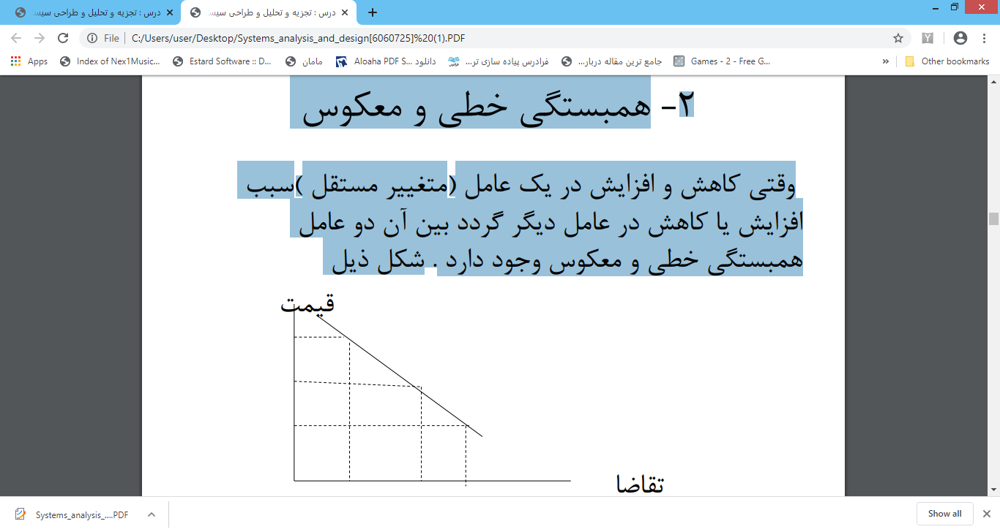 درس : تجزیه و تحلیل و طراحی سیس
درس : تجزیه و تحلیل و طراحی سیس
File
C:/Users/user/Desktop/Systems_analysis_and_design[6060725]%20(1).PDF
Apps
Index of Nex1Music...
Estard Software :: D...
مامان
دانلود Aloaha PDF S...
فرادرس پیاده سازی تر...
جامع ترین مقاله دربار...
Games - 2 - Free G...
»
Other bookmarks
۲- همبستگی خطی و معکوس
وقتی کاهش و افزایش در یک عامل (متغییر مستقل )سبب
افزایش یا کاهش در عامل دیگر گردد بین آن دو عامل
همبستگی خطی و معکوس وجود دارد . شکل ذیل
قیمت
تقاضا
Systems_analysis_....PDF
Show all